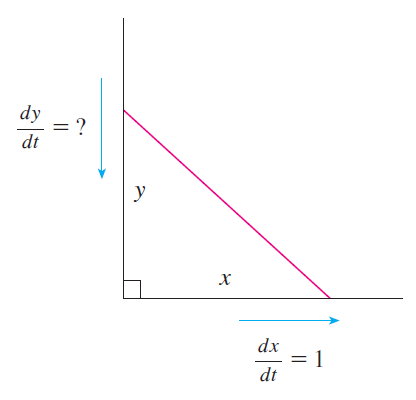 dy/dt = ?
y
x
dx/dt = 1